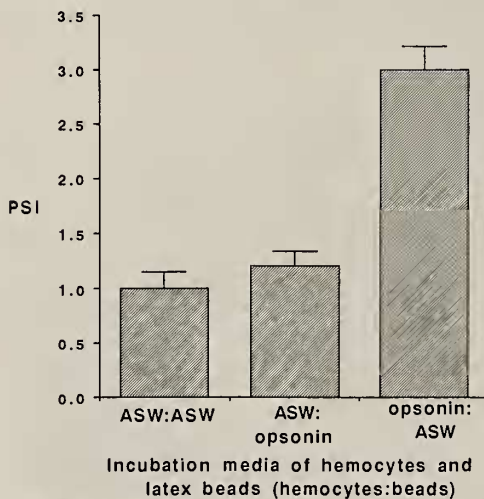 3.5
3.0
2.5
2.0
PSI
1.5
1.0
0.5
0.0
ASW:ASW
ASW:
opsonin
opsonin:
ASW
Incubation media of hemocytes and
latex beads (hemocytes:beads)